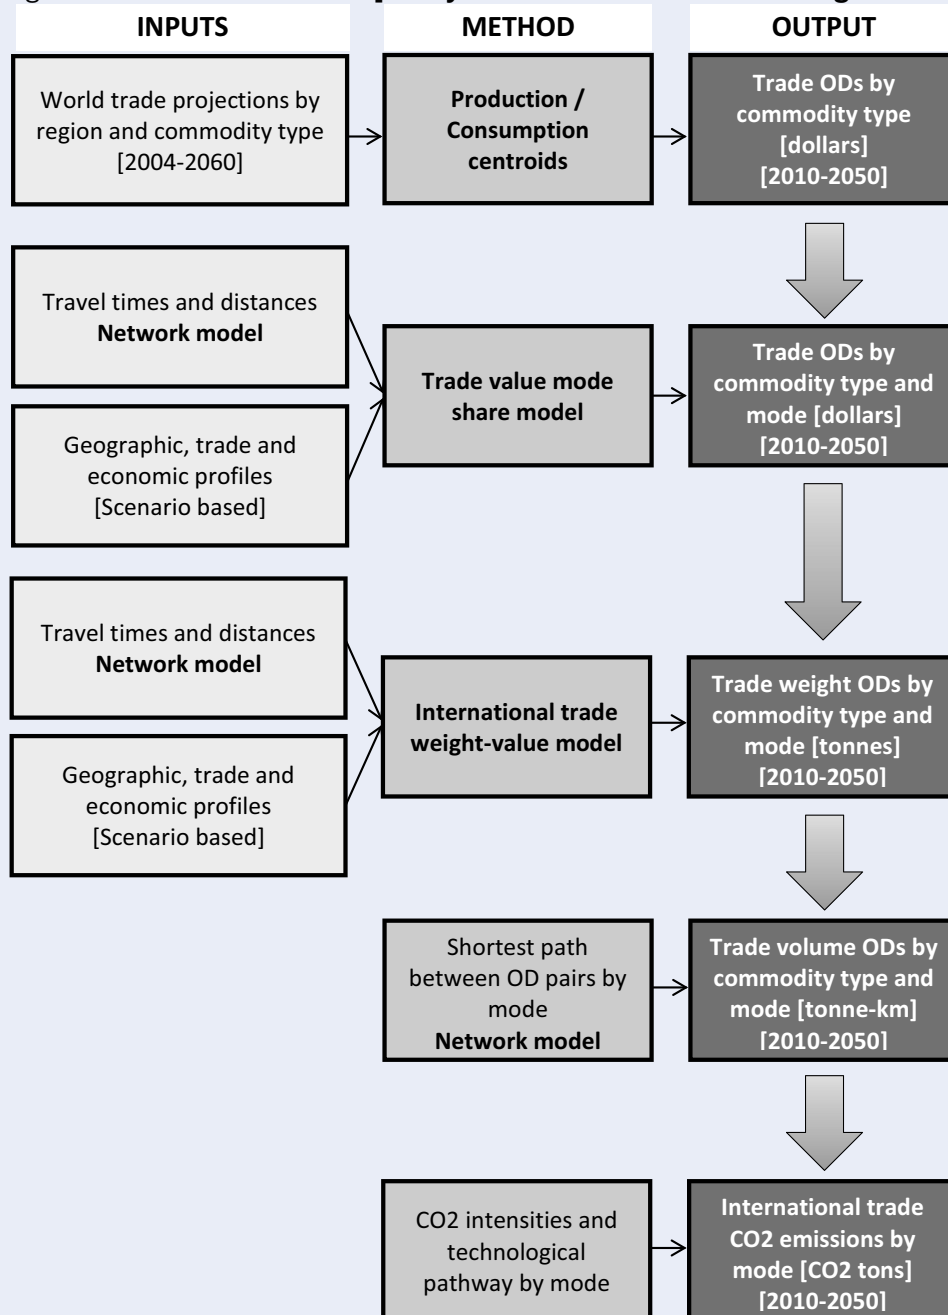 INPUTS
METHOD
OUTPUT
World trade projections by
region and commodity type
[2004-2060]
Production /
Consumption
centroids
Trade ODs by
commodity type
[dollars]
[2010-2050]
Travel times and distances
Network model
Geographic, trade and
economic profiles
[Scenario based]
Trade value mode
share model
Trade ODs by
commodity type and
mode [dollars]
[2010-2050]
Travel times and distances
Network model
Geographic, trade and
economic profiles
[Scenario based]
International trade
weight-value model
Trade weight ODs by
commodity type and
mode [tonnes]
[2010-2050]
Shortest path
between OD pairs by
mode
Network model
Trade volume ODs by
commodity type and
mode [tonne-km]
[2010-2050]
CO2 intensities and
technological
pathway by mode
International trade
CO2 emissions by
mode [CO2 tons]
[2010-2050]